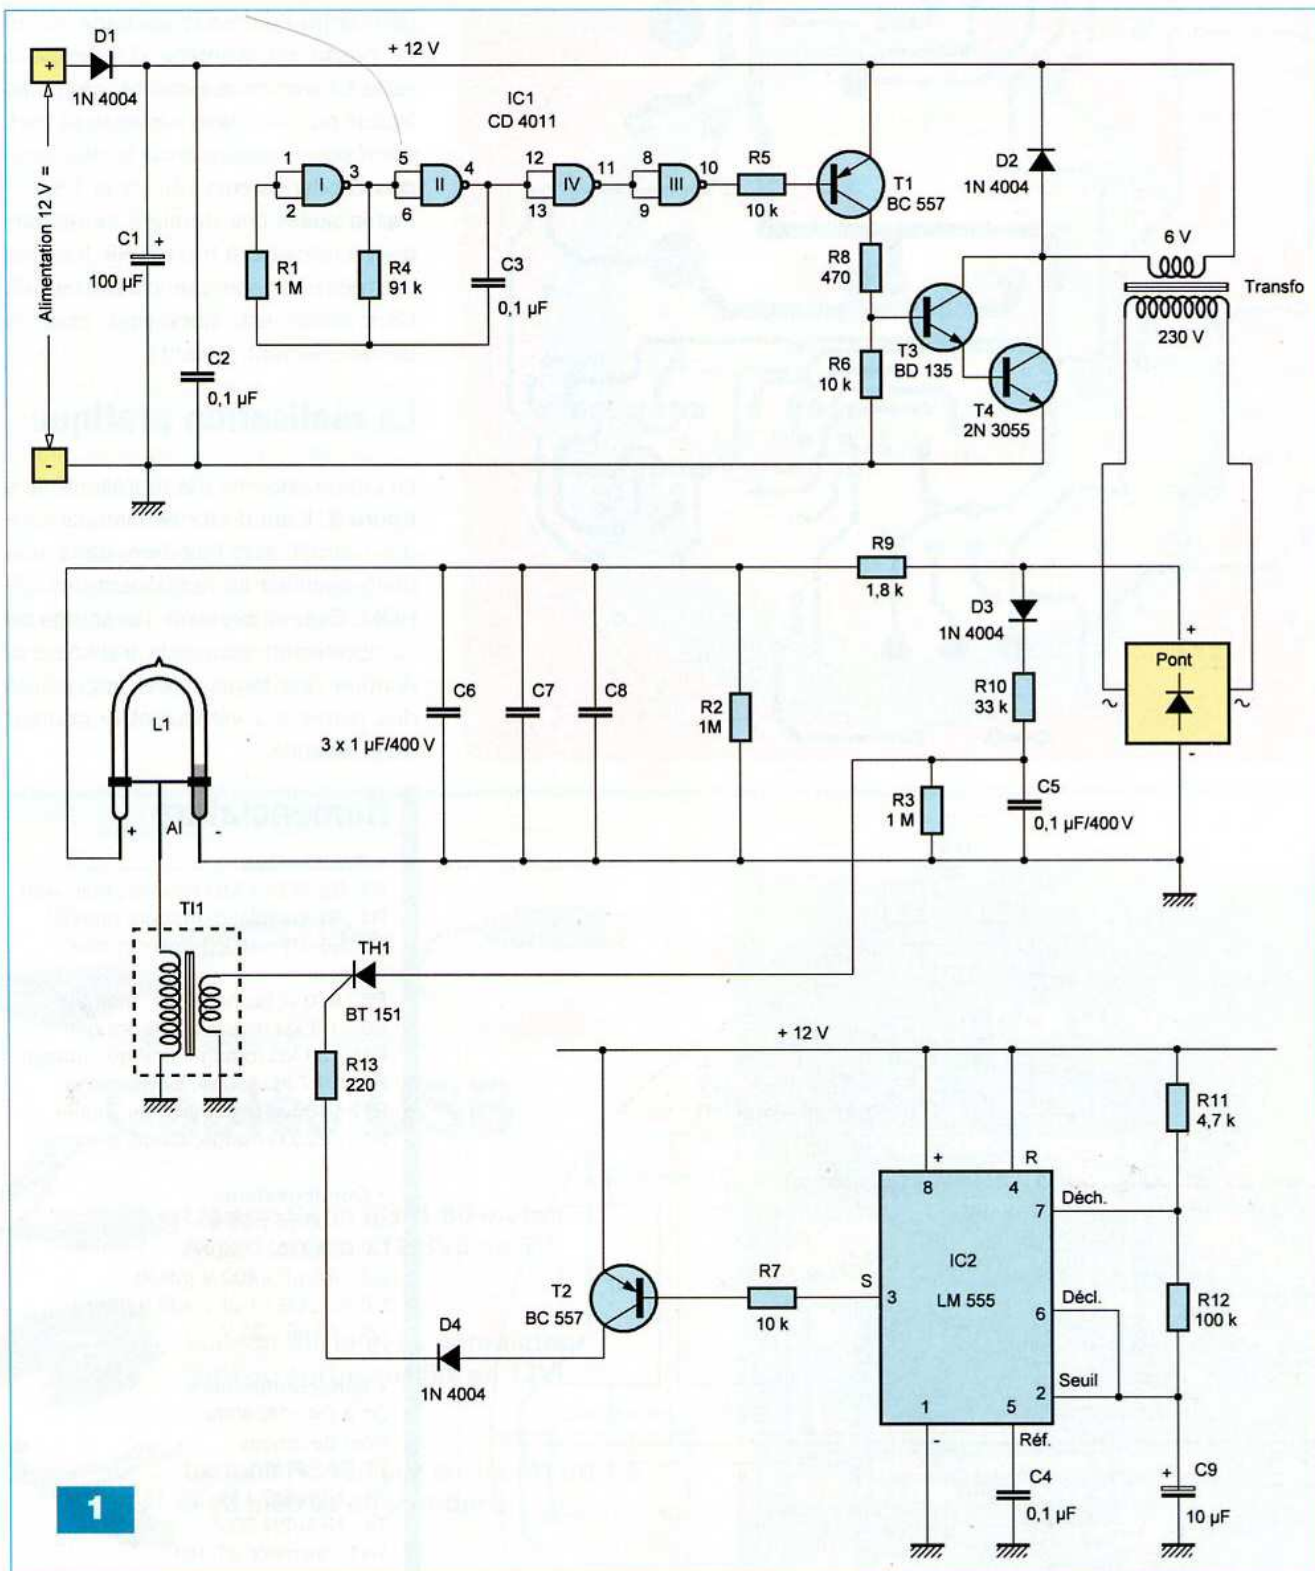 D1
+ 12 V
+
1N 4004
IC1
CD 4011
Alimentation 12 V =
1
2
3
I
5
6
4
II
12
13
11
IV
8
9
10
III
R5
10 k
T1
BC 557
D2
1N 4004
6 V
Transfo
230 V
C1
+
100 µF
R1
1 M
R4
91 k
C3
0,1 µF
R8
470
T3
BD 135
R6
10 k
T4
2N 3055
C2
0,1 µF
-
R9
1,8 k
D3
1N 4004
+
Pont
~
~
-
L1
C6
C7
C8
3 x 1 µF/400 V
R2
1M
R10
33 k
R3
1 M
C5
0,1 µF/400 V
+
Al
-
TI1
TH1
BT 151
R13
220
+ 12 V
R11
4,7 k
+
8
R
4
7
Déch.
IC2
LM 555
T2
BC 557
R7
10 k
S
3
6
Décl.
R12
100 k
D4
1N 4004
2
Seuil
1
-
5
Réf.
C4
0,1 µF
+
C9
10 µF
1